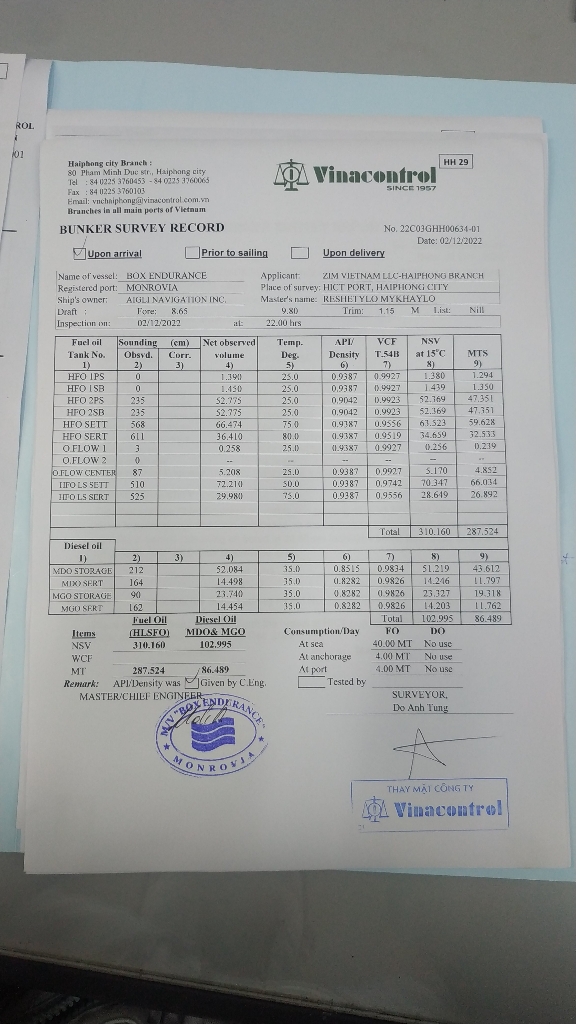 ROL
01
Haiphong city Branch :
80 Pham Minh Duc str., Haiphong city
Tel : 84 0225 3760453 - 84 0225 3760065
Fax : 84 0225 3760103
Email: vnchaiphong@vinacontrol.com.vn
Branches in all main ports of Vietnam
Vinacontrol
SINCE 1957
HH 29
BUNKER SURVEY RECORD
No. 22C03GHH00634-01
Date: 02/12/2022
Upon arrival Prior to sailing Upon delivery
Name of vessel: BOX ENDURANCE Applicant: ZIM VIETNAM LLC-HAIPHONG BRANCH
Registered port: MONROVIA Place of survey: HICT PORT, HAIPHONG CITY
Ship's owner: AIGLI NAVIGATION INC. Master's name: RESHETYLO MYKHAYLO
Draft : Fore: 8.65 9.80 Trim: 1.15 M List: Nill
Inspection on: 02/12/2022 at: 22.00 hrs
Fuel oil Sounding (cm) Net observed Temp. API/ VCF NSV
Tank No. Obsvd. Corr. volume Deg. Density T.54B at 15°C MTS
1) 2) 3) 4) 5) 6) 7) 8) 9)
HFO 1PS 0 1.390 25.0 0.9387 0.9927 1.380 1.294
HFO 1SB 0 1.450 25.0 0.9387 0.9927 1.439 1.350
HFO 2PS 235 52.775 25.0 0.9042 0.9923 52.369 47.351
HFO 2SB 235 52.775 25.0 0.9042 0.9923 52.369 47.351
HFO SETT 568 66.474 75.0 0.9387 0.9556 63.523 59.628
HFO SERT 611 36.410 80.0 0.9387 0.9519 34.659 32.533
O.FLOW 1 3 0.258 25.0 0.9387 0.9927 0.256 0.239
O.FLOW 2 0 -- -- -- -- -- --
O.FLOW CENTER 87 5.208 25.0 0.9387 0.9927 5.170 4.852
HFO LS SETT 510 72.210 50.0 0.9387 0.9742 70.347 66.034
HFO LS SERT 525 29.980 75.0 0.9387 0.9556 28.649 26.892
Total 310.160 287.524
Diesel oil
1) 2) 3) 4) 5) 6) 7) 8) 9)
MDO STORAGE 212 52.084 35.0 0.8515 0.9834 51.219 43.612
MDO SERT 164 14.498 35.0 0.8282 0.9826 14.246 11.797
MGO STORAGE 90 23.740 35.0 0.8282 0.9826 23.327 19.318
MGO SERT 162 14.454 35.0 0.8282 0.9826 14.203 11.762
Total 102.995 86.489
Fuel Oil Diesel Oil
Items (HLSFO) MDO& MGO Consumption/Day FO DO
NSV 310.160 102.995 At sea 40.00 MT No use
WCF At anchorage 4.00 MT No use
MT 287.524 86.489 At port 4.00 MT No use
Remark: API/Density was Given by C.Eng. Tested by
MASTER/CHIEF ENGINEER SURVEYOR,
Do Anh Tung
M/V "BOX ENDURANCE"
MONROVIA
THAY MẶT CÔNG TY
Vinacontrol